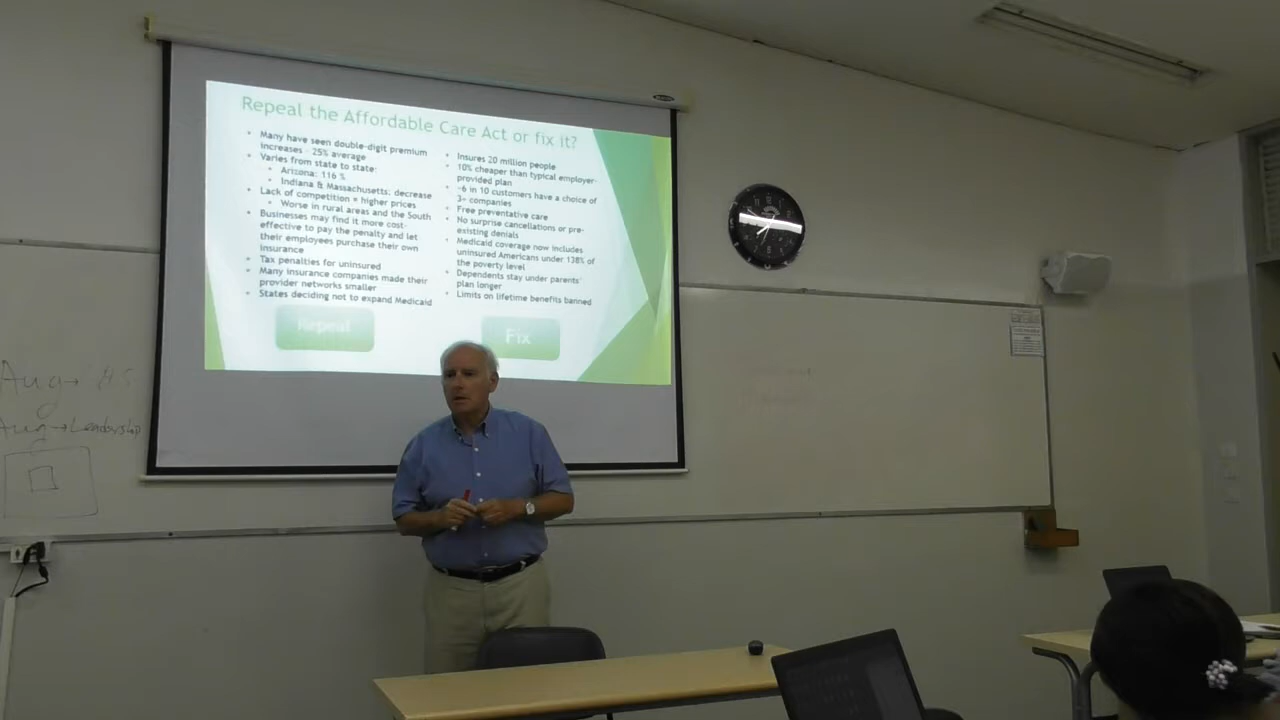 Repeal the Affordable Care Act or fix it?
Many have seen double-digit premium
increases - 25% average
Varies from state to state-
Arizona: 116 %
Indiana & Massachusetts: decrease
Lack of competition = higher prices
Worse in rural areas and the South
Businesses may find it more cost-
effective to pay the penalty and let
their employees purchase their own
insurance
Tax penalties for uninsured
Many insurance companies made their
provider networks smaller
States deciding not to expand Medicaid
Repeal
Insures 20 million people
10% cheaper than typical employer-
provided plan
~6 in 10 customers have a choice of
3+ companies
Free preventative care
No surprise cancellations or pre-
existing denials
Medicaid coverage now includes
uninsured Americans under 138% of
the poverty level
Dependents stay under parents'
plan longer
Limits on lifetime benefits banned
Fix
Aug→
Aug→Leadership